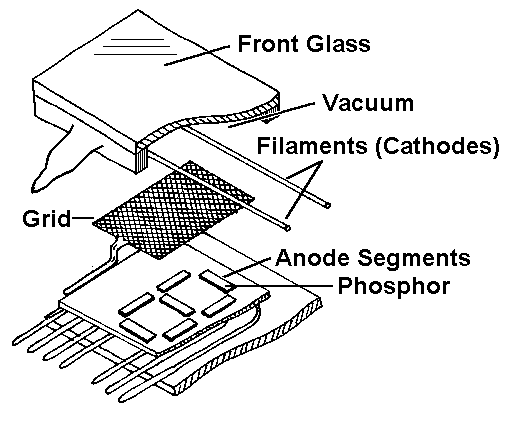 Front Glass
Vacuum
Filaments (Cathodes)
Grid
Anode Segments
Phosphor